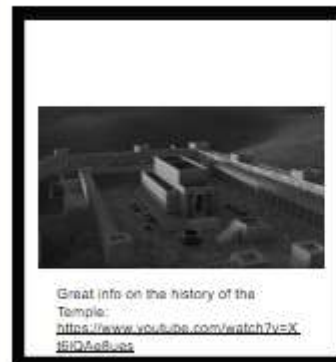 Great info on the history of the
Temple:
https://www.youtube.com/watch?v=X